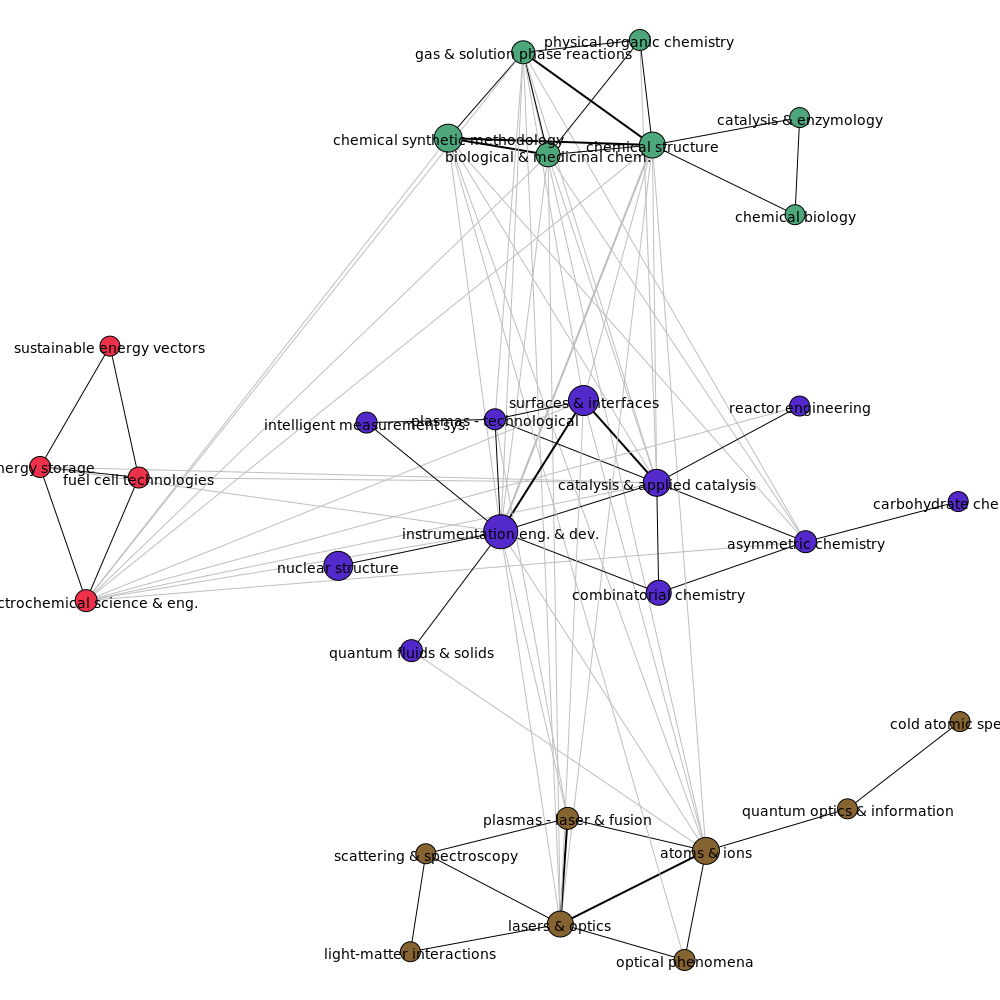 physical organic chemistry
gas & solution phase reactions
catalysis & enzymology
chemical synthetic methodology
chemical structure
biological & medicinal chem.
chemical biology
sustainable energy vectors
surfaces & interfaces
reactor engineering
plasmas - technological
intelligent measurement sys.
nergy storage
fuel cell technologies
catalysis & applied catalysis
carbohydrate che
instrumentation eng. & dev.
asymmetric chemistry
nuclear structure
combinatorial chemistry
ctrochemical science & eng.
quantum fluids & solids
cold atomic spe
quantum optics & information
plasmas - laser & fusion
atoms & ions
scattering & spectroscopy
lasers & optics
light-matter interactions
optical phenomena